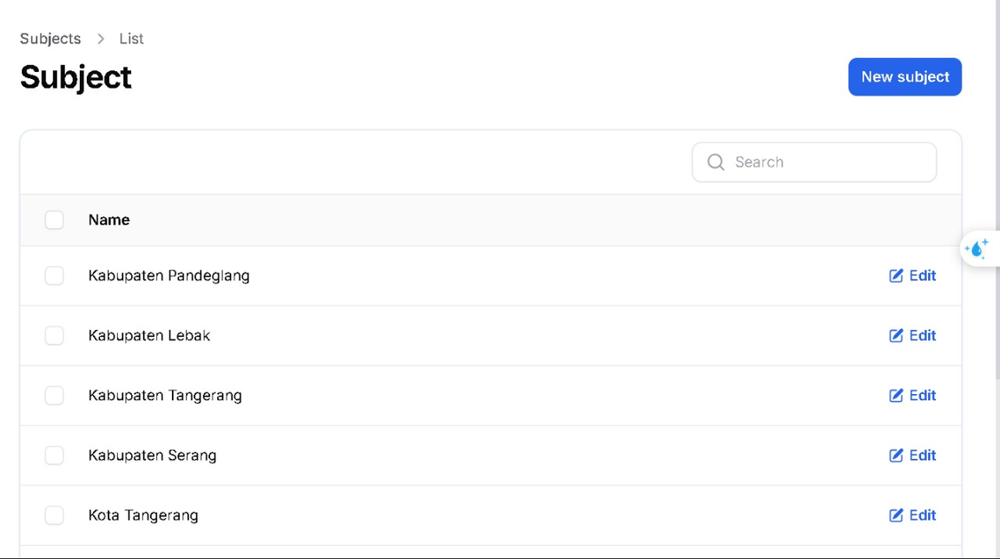 Subjects > List
Subject
New subject
Search
Name
Kabupaten Pandeglang Edit
Kabupaten Lebak Edit
Kabupaten Tangerang Edit
Kabupaten Serang Edit
Kota Tangerang Edit